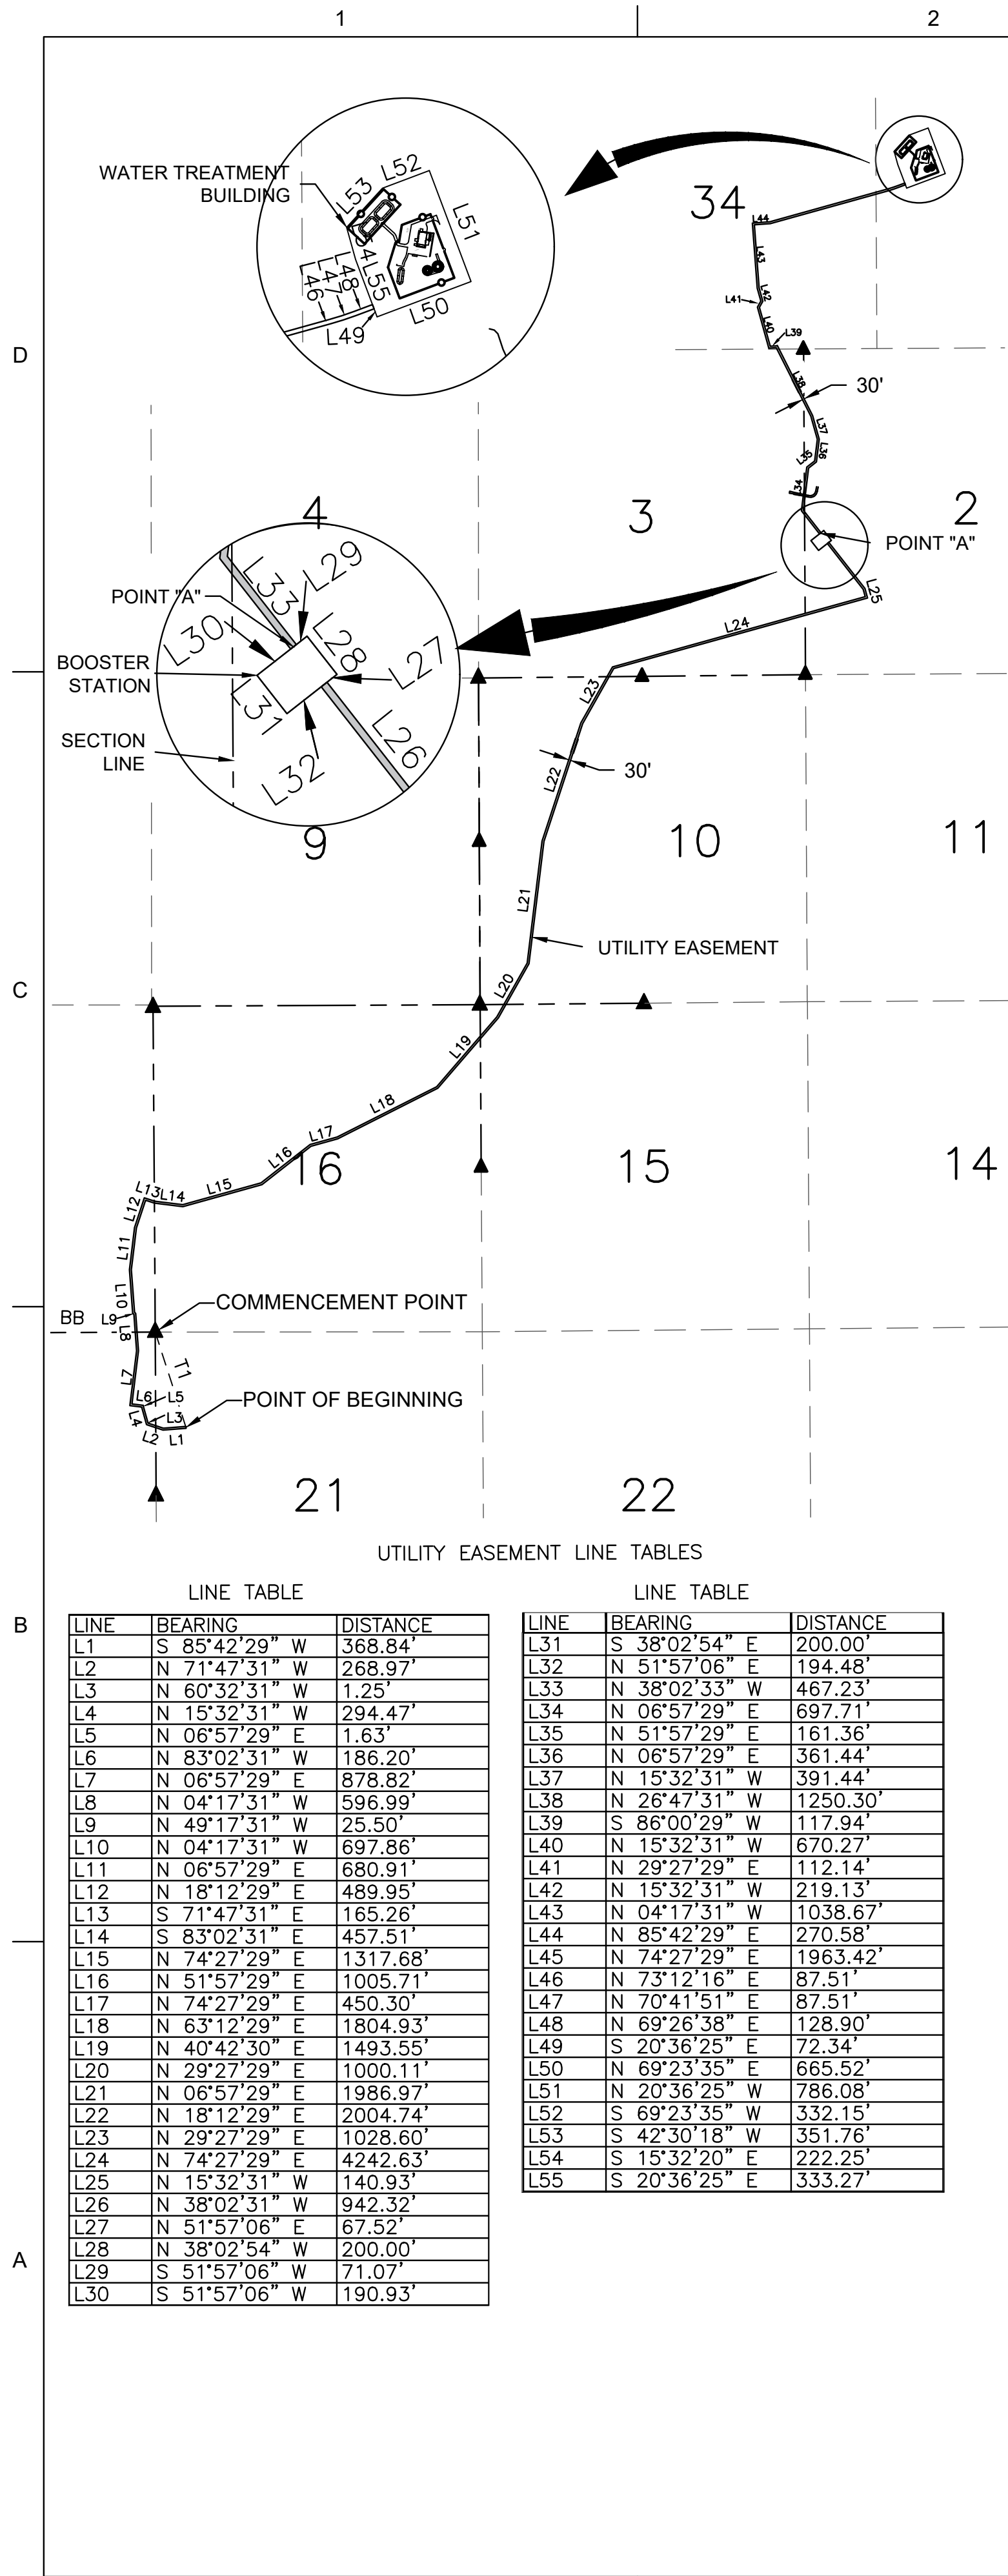 1
2
WATER TREATMENT
BUILDING
L53
L52
L51
L50
L49
L48
L47
L46
4L55
34
L44
L43
L42
L41
L40
L39
L38
30'
L37
L36
L35
L34
D
4
3
2
POINT "A"
L25
L24
L23
L33
L29
POINT "A"
L30
L28
L27
BOOSTER
STATION
L31
L26
SECTION
LINE
L32
L22
30'
9
10
11
L21
UTILITY EASEMENT
C
L20
L19
L18
L17
L16
16
15
14
L15
L14
L13
L12
L11
L10
COMMENCEMENT POINT
BB
L9
L8
T1
L7
L6
L5
POINT OF BEGINNING
L4
L3
L2
L1
21
22
UTILITY EASEMENT LINE TABLES
B
LINE TABLE
LINE BEARING DISTANCE
L1 S 85°42'29" W 368.84'
L2 N 71°47'31" W 268.97'
L3 N 60°32'31" W 1.25'
L4 N 15°32'31" W 294.47'
L5 N 06°57'29" E 1.63'
L6 N 83°02'31" W 186.20'
L7 N 06°57'29" E 878.82'
L8 N 04°17'31" W 596.99'
L9 N 49°17'31" W 25.50'
L10 N 04°17'31" W 697.86'
L11 N 06°57'29" E 680.91'
L12 N 18°12'29" E 489.95'
L13 S 71°47'31" E 165.26'
L14 S 83°02'31" E 457.51'
L15 N 74°27'29" E 1317.68'
L16 N 51°57'29" E 1005.71'
L17 N 74°27'29" E 450.30'
L18 N 63°12'29" E 1804.93'
L19 N 40°42'30" E 1493.55'
L20 N 29°27'29" E 1000.11'
L21 N 06°57'29" E 1986.97'
L22 N 18°12'29" E 2004.74'
L23 N 29°27'29" E 1028.60'
L24 N 74°27'29" E 4242.63'
L25 N 15°32'31" W 140.93'
L26 N 38°02'31" W 942.32'
L27 N 51°57'06" E 67.52'
L28 N 38°02'54" W 200.00'
L29 S 51°57'06" W 71.07'
L30 S 51°57'06" W 190.93'
LINE TABLE
LINE BEARING DISTANCE
L31 S 38°02'54" E 200.00'
L32 N 51°57'06" E 194.48'
L33 N 38°02'33" W 467.23'
L34 N 06°57'29" E 697.71'
L35 N 51°57'29" E 161.36'
L36 N 06°57'29" E 361.44'
L37 N 15°32'31" W 391.44'
L38 N 26°47'31" W 1250.30'
L39 S 86°00'29" W 117.94'
L40 N 15°32'31" W 670.27'
L41 N 29°27'29" E 112.14'
L42 N 15°32'31" W 219.13'
L43 N 04°17'31" W 1038.67'
L44 N 85°42'29" E 270.58'
L45 N 74°27'29" E 1963.42'
L46 N 73°12'16" E 87.51'
L47 N 70°41'51" E 87.51'
L48 N 69°26'38" E 128.90'
L49 S 20°36'25" E 72.34'
L50 N 69°23'35" E 665.52'
L51 N 20°36'25" W 786.08'
L52 S 69°23'35" W 332.15'
L53 S 42°30'18" W 351.76'
L54 S 15°32'20" E 222.25'
L55 S 20°36'25" E 333.27'
A